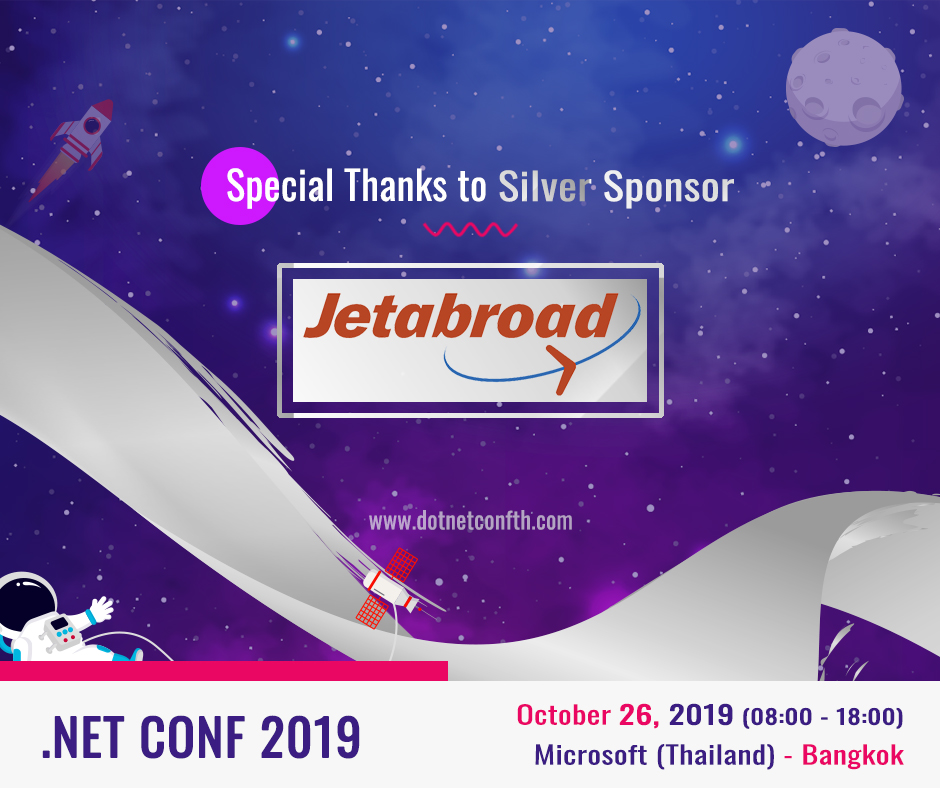 Special Thanks to Silver Sponsor
Jetabroad
www.dotnetconfth.com
.NET CONF 2019
October 26, 2019 (08:00 - 18:00)
Microsoft (Thailand) - Bangkok